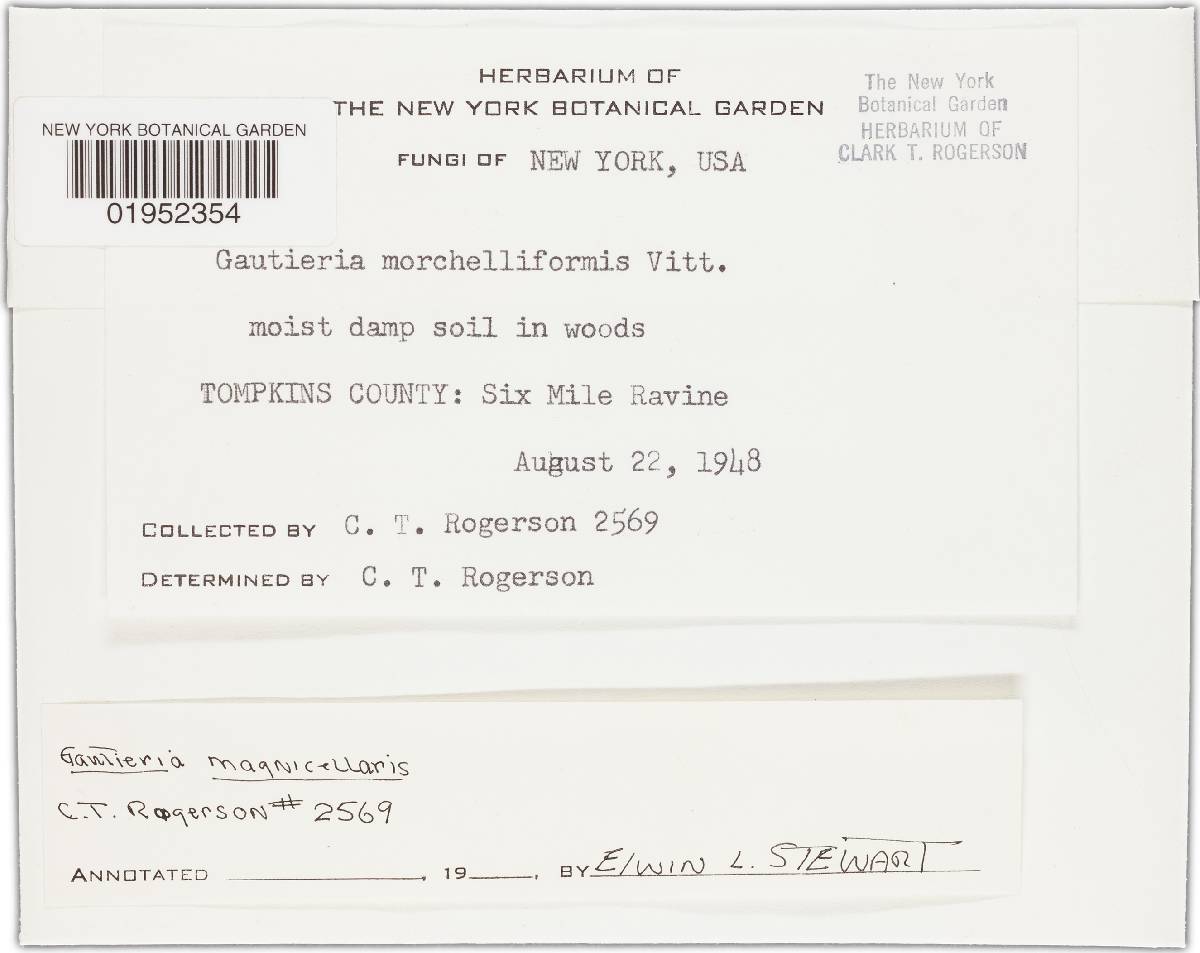 HERBARIUM OF
THE NEW YORK BOTANICAL GARDEN
FUNGI OF NEW YORK, USA
The New York
Botanical Garden
HERBARIUM OF
CLARK T. ROGERSON
NEW YORK BOTANICAL GARDEN
01952354
Gautieria morchelliformis Vitt.
moist damp soil in woods
TOMPKINS COUNTY: Six Mile Ravine
August 22, 1948
COLLECTED BY C. T. Rogerson 2569
DETERMINED BY C. T. Rogerson
Gautieria magnicellaris
C.T. Rogerson # 2569
ANNOTATED ________, 19____, BY Elwin L. Stewart